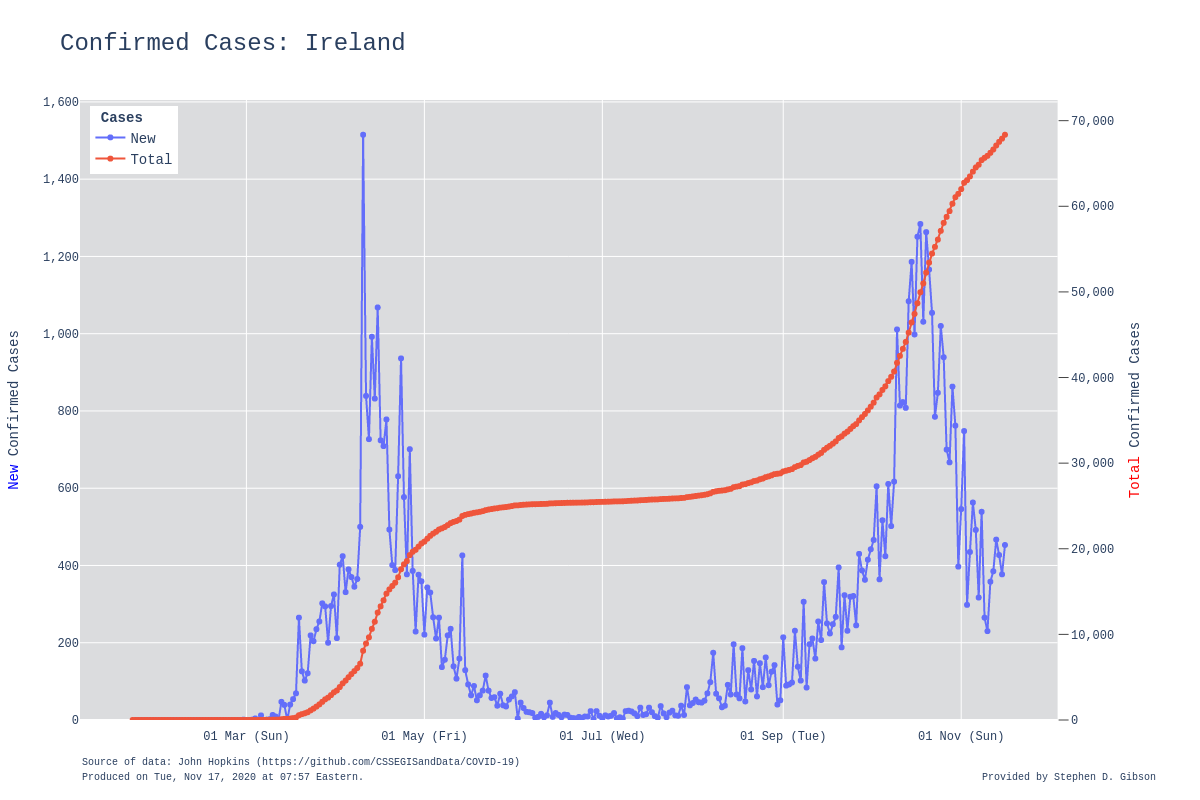 Confirmed Cases: Ireland
Cases
New
Total
1,600
1,400
1,200
1,000
800
600
400
200
0
New Confirmed Cases
70,000
60,000
50,000
40,000
30,000
20,000
10,000
0
Total Confirmed Cases
01 Mar (Sun)
01 May (Fri)
01 Jul (Wed)
01 Sep (Tue)
01 Nov (Sun)
Source of data: John Hopkins (https://github.com/CSSEGISandData/COVID-19)
Produced on Tue, Nov 17, 2020 at 07:57 Eastern.
Provided by Stephen D. Gibson